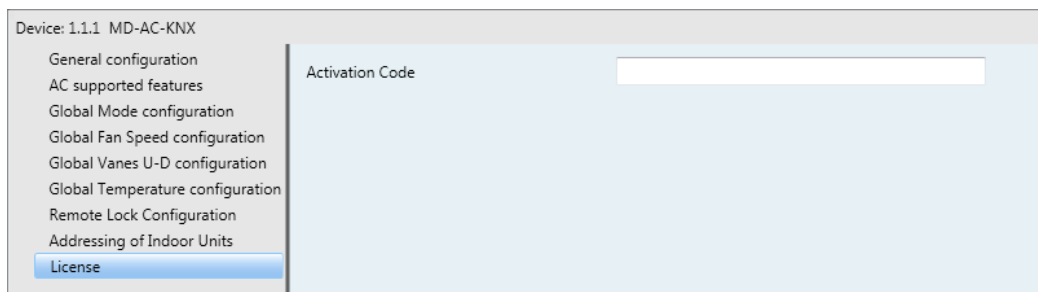 Device: 1.1.1 MD-AC-KNX
General configuration
AC supported features
Global Mode configuration
Global Fan Speed configuration
Global Vanes U-D configuration
Global Temperature configuration
Remote Lock Configuration
Addressing of Indoor Units
License
Activation Code